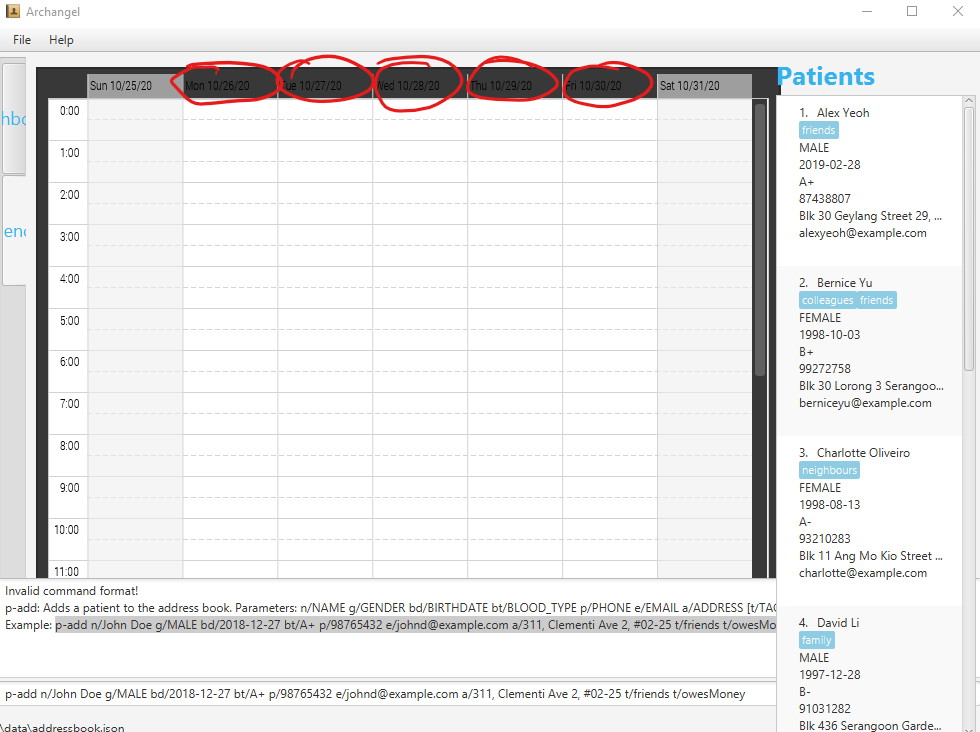 Archangel
File Help
Sun 10/25/20 Mon 10/26/20 Tue 10/27/20 Wed 10/28/20 Thu 10/29/20 Fri 10/30/20 Sat 10/31/20
0:00
1:00
2:00
3:00
4:00
5:00
6:00
7:00
8:00
9:00
10:00
11:00
hbo
enc
Patients
1. Alex Yeoh
friends
MALE
2019-02-28
A+
87438807
Blk 30 Geylang Street 29, ...
alexyeoh@example.com
2. Bernice Yu
colleagues friends
FEMALE
1998-10-03
B+
99272758
Blk 30 Lorong 3 Serangoo...
berniceyu@example.com
3. Charlotte Oliveiro
neighbours
FEMALE
1998-08-13
A-
93210283
Blk 11 Ang Mo Kio Street ...
charlotte@example.com
4. David Li
family
MALE
1997-12-28
B-
91031282
Blk 436 Serangoon Garde...
Invalid command format!
p-add: Adds a patient to the address book. Parameters: n/NAME g/GENDER bd/BIRTHDATE bt/BLOOD_TYPE p/PHONE e/EMAIL a/ADDRESS [t/TAG
Example: p-add n/John Doe g/MALE bd/2018-12-27 bt/A+ p/98765432 e/johnd@example.com a/311, Clementi Ave 2, #02-25 t/friends t/owesMo
p-add n/John Doe g/MALE bd/2018-12-27 bt/A+ p/98765432 e/johnd@example.com a/311, Clementi Ave 2, #02-25 t/friends t/owesMoney
\data\addressbook.json